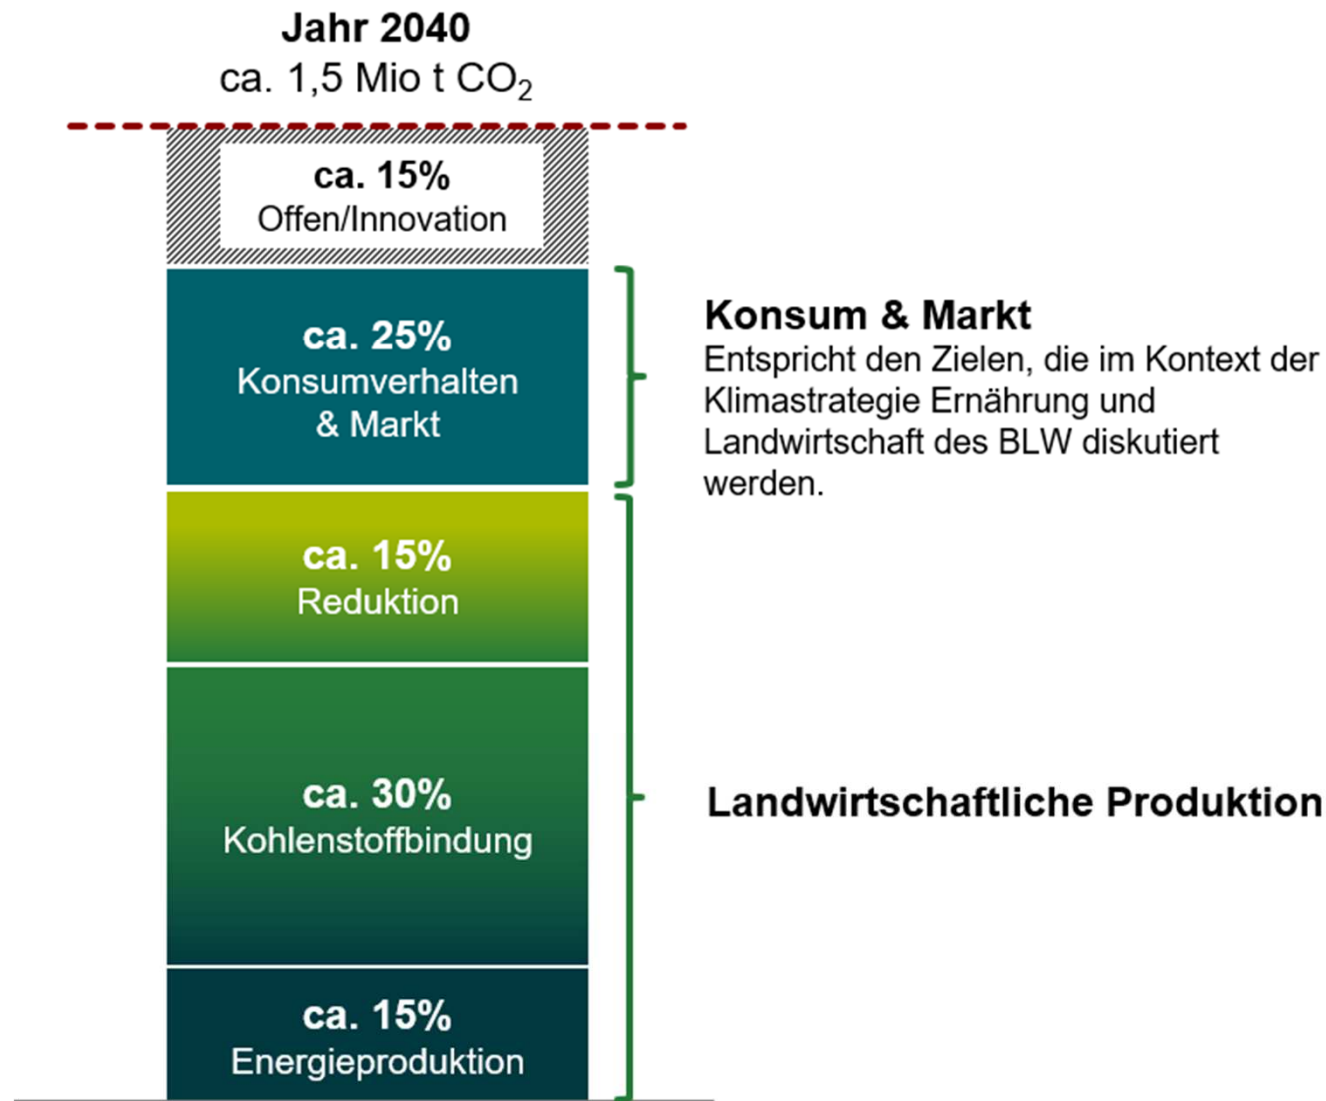 Jahr 2040
ca. 1,5 Mio t CO₂
ca. 15%
Offen/Innovation
ca. 25%
Konsumverhalten
& Markt
Konsum & Markt
Entspricht den Zielen, die im Kontext der
Klimastrategie Ernährung und
Landwirtschaft des BLW diskutiert
werden.
ca. 15%
Reduktion
ca. 30%
Kohlenstoffbindung
Landwirtschaftliche Produktion
ca. 15%
Energieproduktion